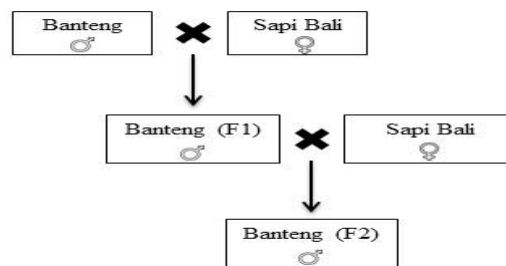 Banteng
♂
Sapi Bali
♀
Banteng (F1)
♂
Sapi Bali
♀
Banteng (F2)
♂